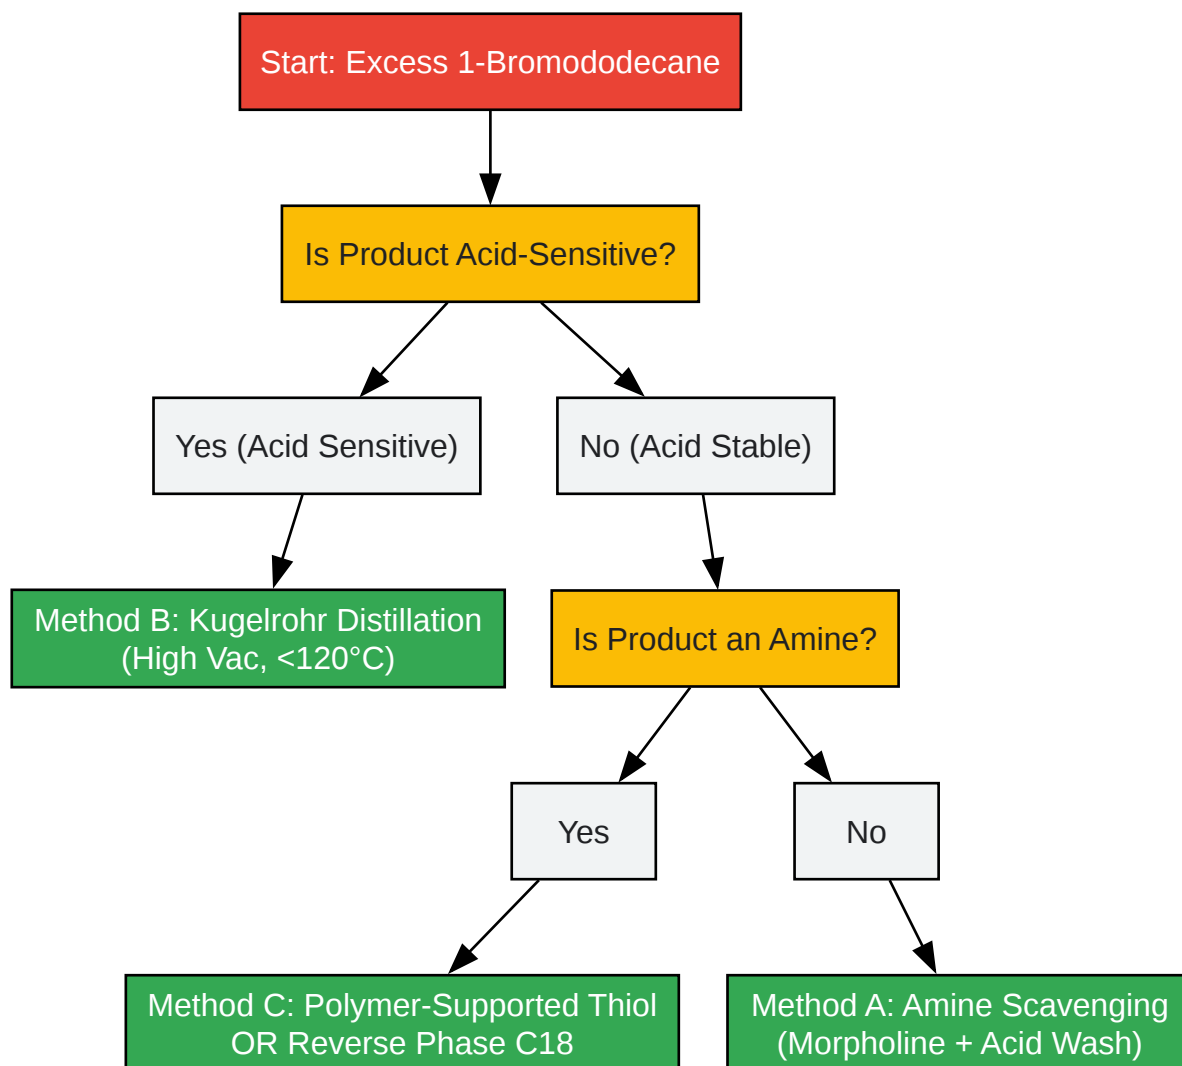 Start: Excess 1-Bromododecane
Is Product Acid-Sensitive?
Yes (Acid Sensitive)
No (Acid Stable)
Method B: Kugelrohr Distillation
(High Vac, <120°C)
Is Product an Amine?
Yes
No
Method C: Polymer-Supported Thiol
OR Reverse Phase C18
Method A: Amine Scavenging
(Morpholine + Acid Wash)